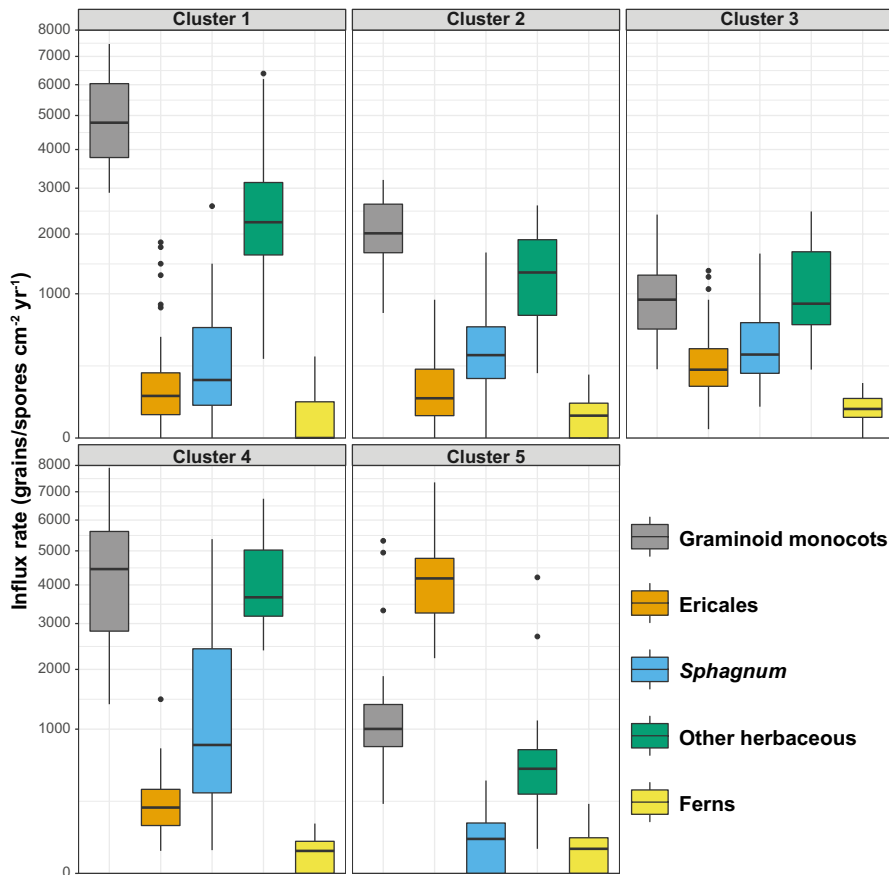 Cluster 1
Cluster 2
Cluster 3
Influx rate (grains/spores cm⁻² yr⁻¹)
8000
7000
6000
5000
4000
3000
2000
1000
0
Cluster 4
Cluster 5
8000
7000
6000
5000
4000
3000
2000
1000
0
Graminoid monocots
Ericales
Sphagnum
Other herbaceous
Ferns